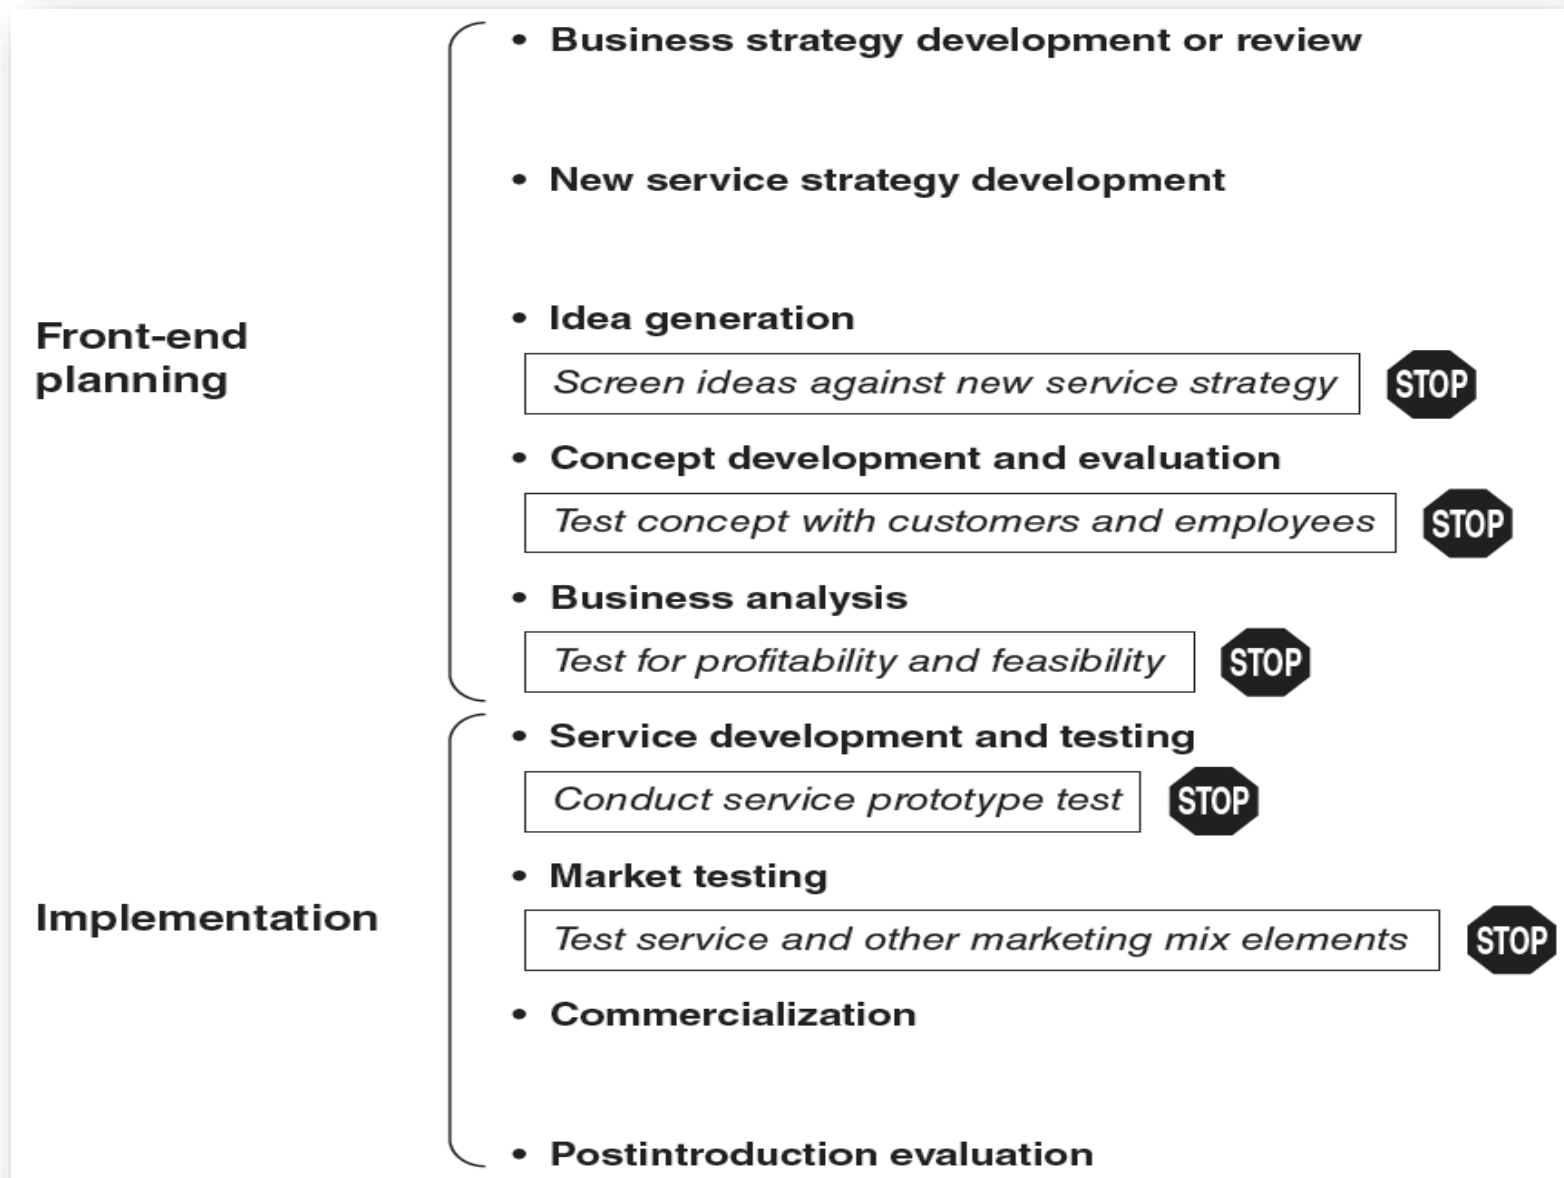 • Business strategy development or review
• New service strategy development
Front-end
planning
• Idea generation
Screen ideas against new service strategy
STOP
• Concept development and evaluation
Test concept with customers and employees
STOP
• Business analysis
Test for profitability and feasibility
STOP
Implementation
• Service development and testing
Conduct service prototype test
STOP
• Market testing
Test service and other marketing mix elements
STOP
• Commercialization
• Postintroduction evaluation